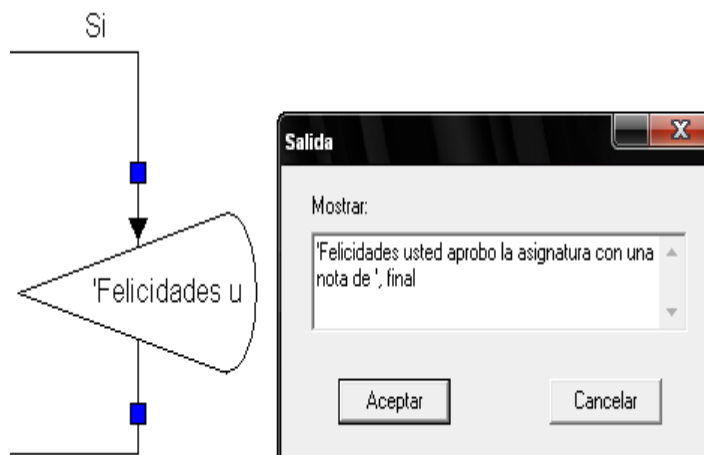 Si
'Felicidades u
Salida
Mostrar:
'Felicidades usted aprobo la asignatura con una
nota de ', final
Aceptar
Cancelar